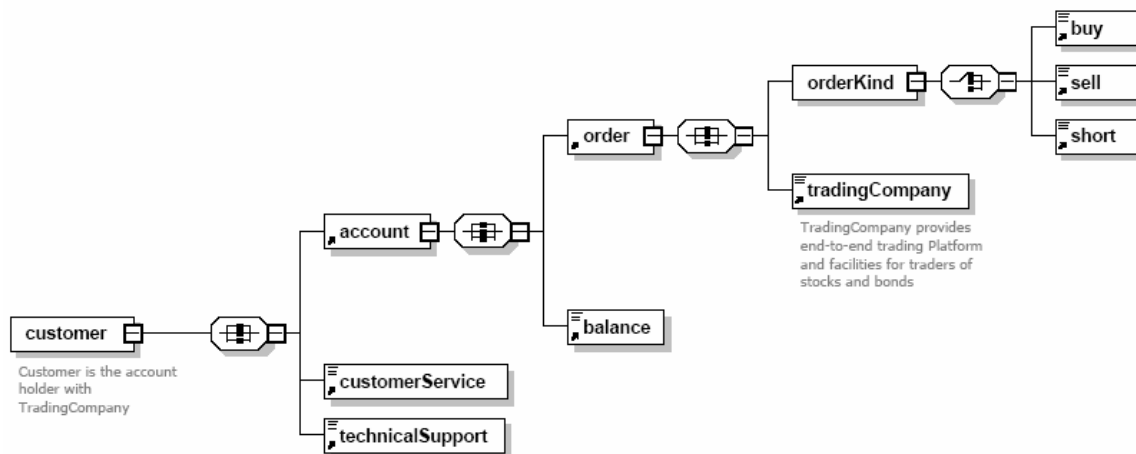 buy
orderKind
sell
order
short
tradingCompany
TradingCompany provides
end-to-end trading Platform
and facilities for traders of
stocks and bonds
account
customer
balance
Customer is the account
holder with
TradingCompany
customerService
technicalSupport